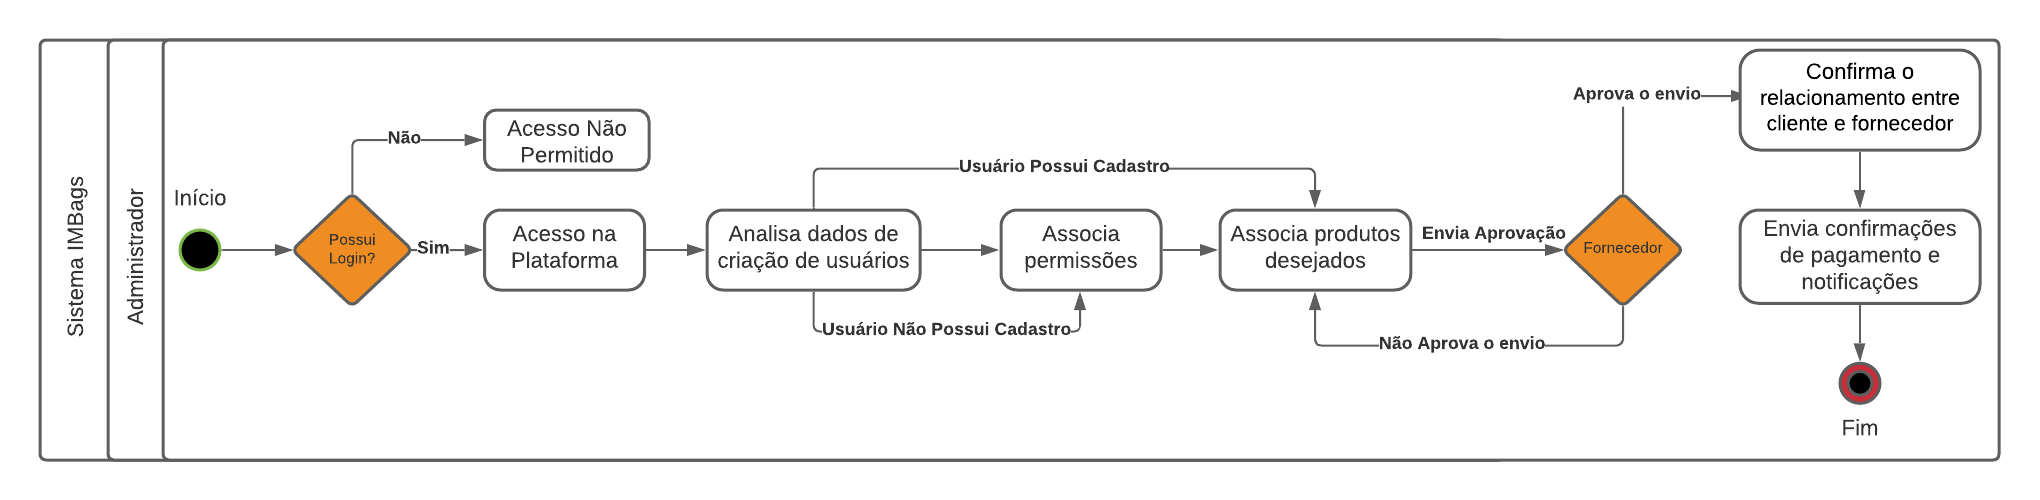 Sistema IMBags
Administrador
Início
Possui
Login?
Não
Acesso Não
Permitido
Sim
Acesso na
Plataforma
Analisa dados de
criação de usuários
Usuário Possui Cadastro
Usuário Não Possui Cadastro
Associa
permissões
Associa produtos
desejados
Envia Aprovação
Fornecedor
Não Aprova o envio
Aprova o envio
Confirma o
relacionamento entre
cliente e fornecedor
Envia confirmações
de pagamento e
notificações
Fim